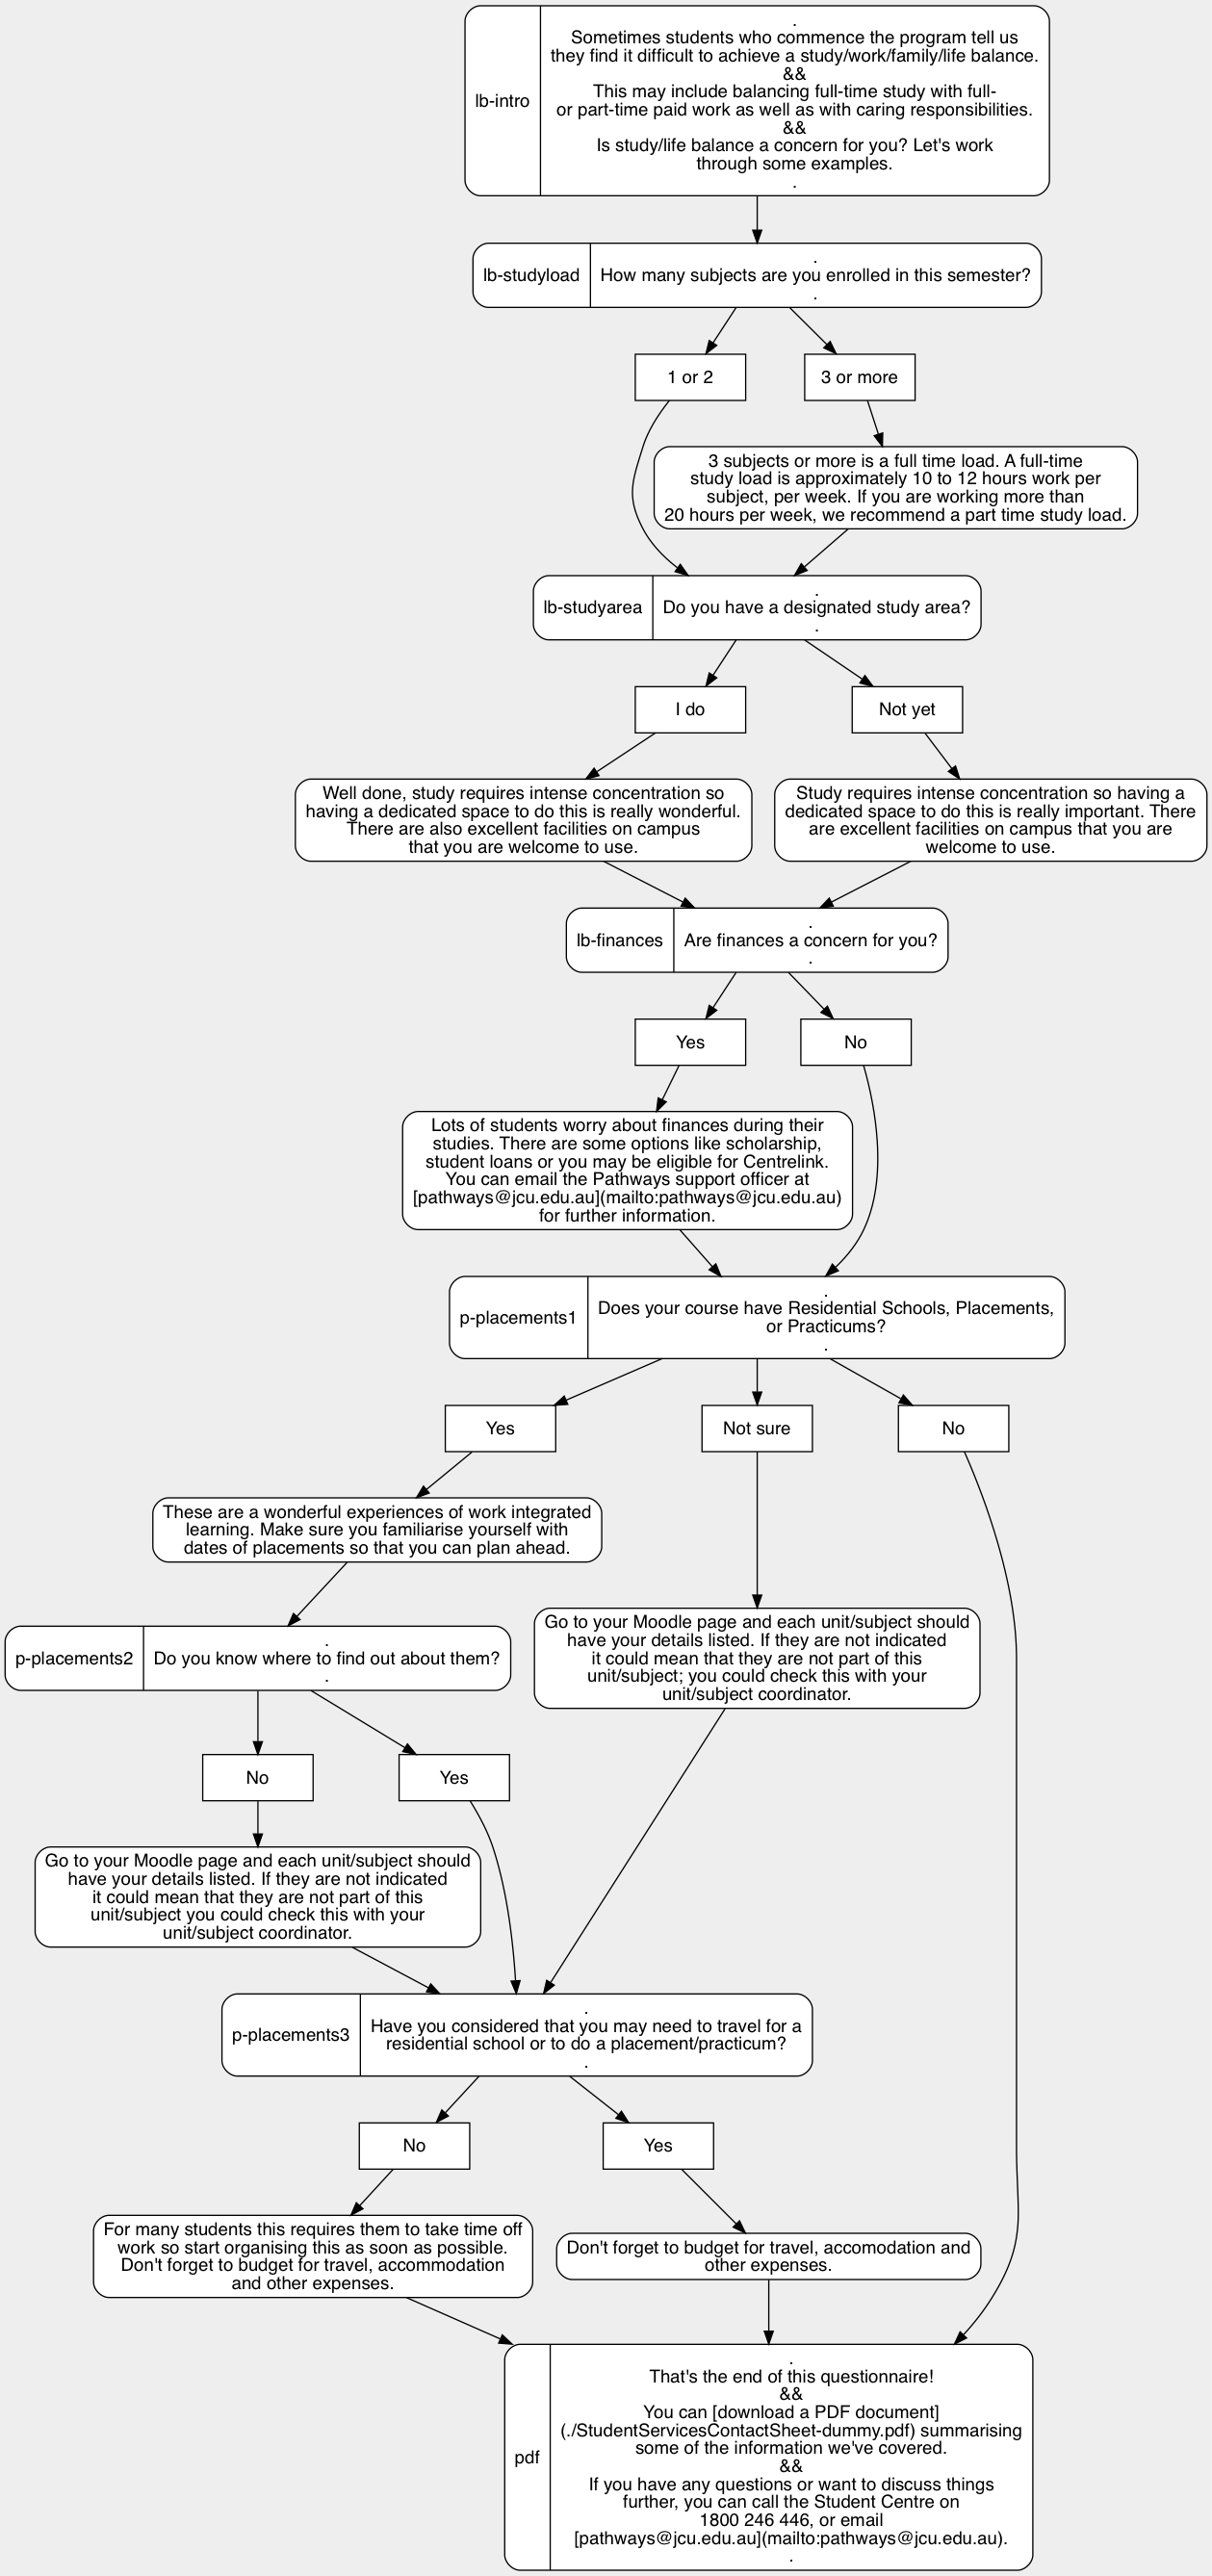 .
Sometimes students who commence the program tell us
they find it difficult to achieve a study/work/family/life balance.
&&
This may include balancing full-time study with full-
lb-intro
or part-time paid work as well as with caring responsibilities.
&&
Is study/life balance a concern for you? Let's work
through some examples.
.
.
lb-studyload
How many subjects are you enrolled in this semester?
.
1 or 2
3 or more
3 subjects or more is a full time load. A full-time
study load is approximately 10 to 12 hours work per
subject, per week. If you are working more than
20 hours per week, we recommend a part time study load.
.
lb-studyarea
Do you have a designated study area?
.
I do
Not yet
Well done, study requires intense concentration so
having a dedicated space to do this is really wonderful.
There are also excellent facilities on campus
that you are welcome to use.
Study requires intense concentration so having a
dedicated space to do this is really important. There
are excellent facilities on campus that you are
welcome to use.
.
lb-finances
Are finances a concern for you?
.
Yes
No
Lots of students worry about finances during their
studies. There are some options like scholarship,
student loans or you may be eligible for Centrelink.
You can email the Pathways support officer at
[pathways@jcu.edu.au](mailto:pathways@jcu.edu.au)
for further information.
.
p-placements1
Does your course have Residential Schools, Placements,
or Practicums?
.
Yes
Not sure
No
These are a wonderful experiences of work integrated
learning. Make sure you familiarise yourself with
dates of placements so that you can plan ahead.
Go to your Moodle page and each unit/subject should
have your details listed. If they are not indicated
it could mean that they are not part of this
unit/subject; you could check this with your
unit/subject coordinator.
.
p-placements2
Do you know where to find out about them?
.
No
Yes
Go to your Moodle page and each unit/subject should
have your details listed. If they are not indicated
it could mean that they are not part of this
unit/subject you could check this with your
unit/subject coordinator.
.
p-placements3
Have you considered that you may need to travel for a
residential school or to do a placement/practicum?
.
No
Yes
For many students this requires them to take time off
work so start organising this as soon as possible.
Don't forget to budget for travel, accommodation
and other expenses.
Don't forget to budget for travel, accomodation and
other expenses.
.
That's the end of this questionnaire!
&&
You can [download a PDF document]
(./StudentServicesContactSheet-dummy.pdf) summarising
some of the information we've covered.
pdf
&&
If you have any questions or want to discuss things
further, you can call the Student Centre on
1800 246 446, or email
[pathways@jcu.edu.au](mailto:pathways@jcu.edu.au).
.